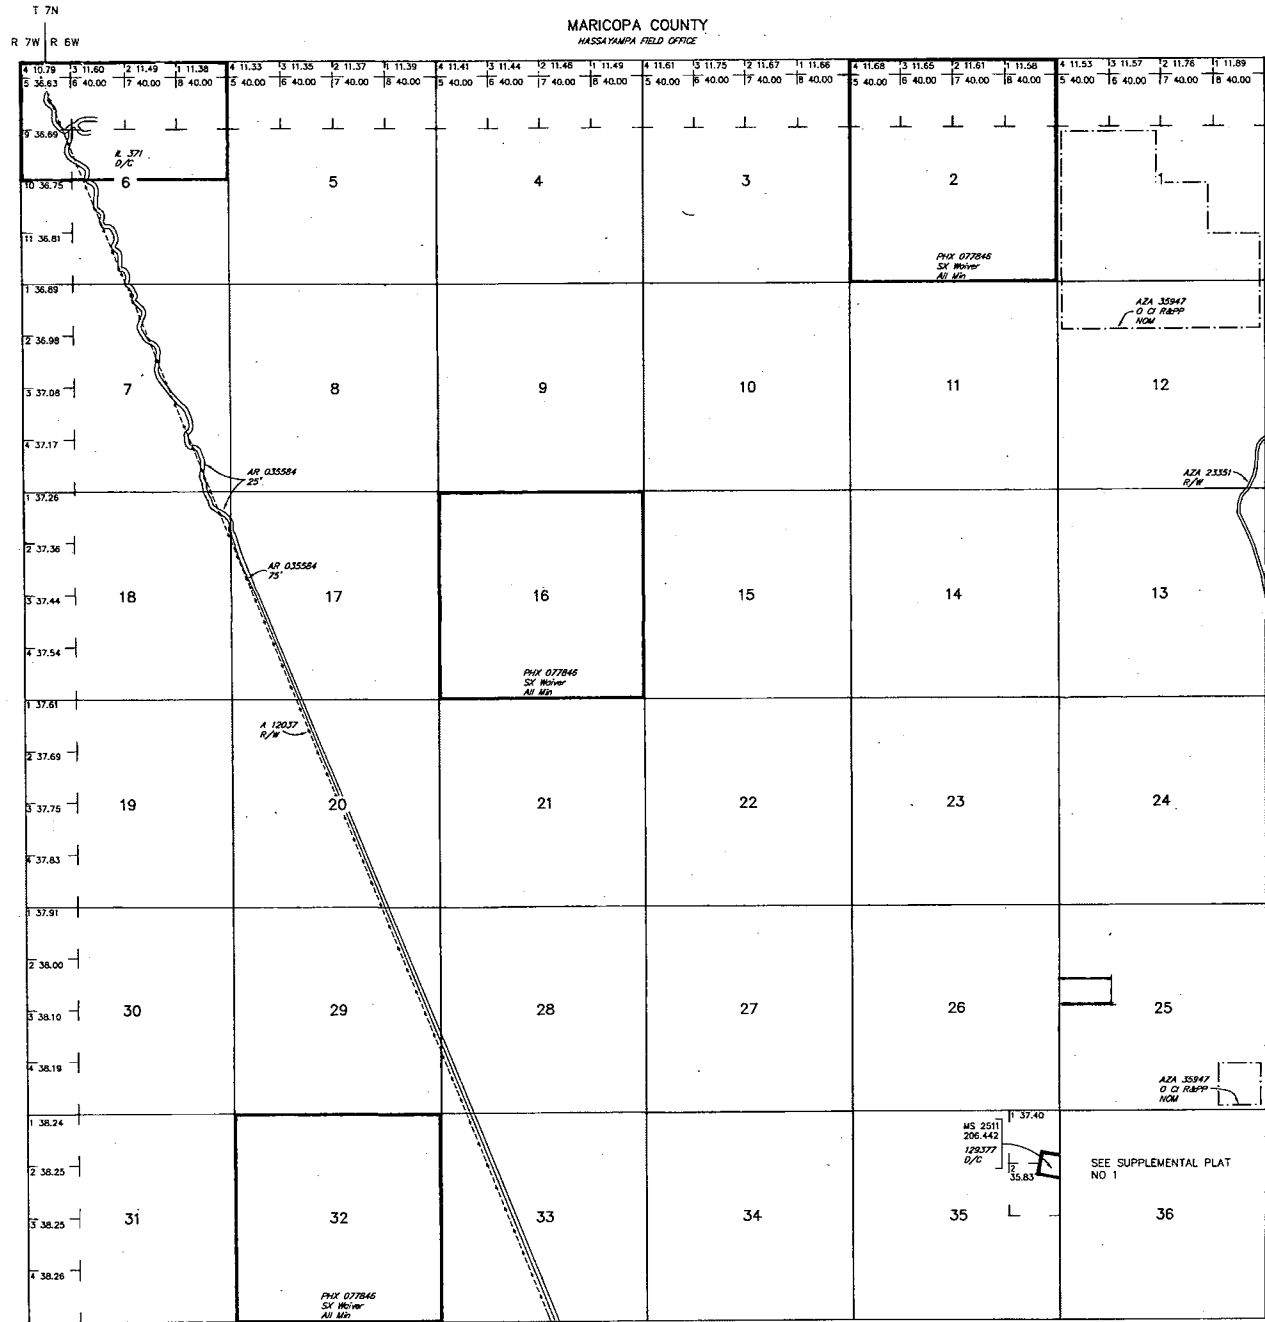 T 7N
R 7W R 6W
MARICOPA COUNTY
HASSAYAMPA FIELD OFFICE
4 10.79 3 11.60 2 11.49 1 11.38 4 11.33 3 11.35 2 11.37 1 11.39 4 11.41 3 11.44 2 11.46 1 11.49 4 11.61 3 11.75 2 11.67 1 11.66 4 11.68 3 11.65 2 11.61 1 11.58 4 11.53 3 11.57 2 11.76 1 11.89
5 36.63 6 40.00 7 40.00 8 40.00 5 40.00 6 40.00 7 40.00 8 40.00 5 40.00 6 40.00 7 40.00 8 40.00 5 40.00 6 40.00 7 40.00 8 40.00 5 40.00 6 40.00 7 40.00 8 40.00 5 40.00 6 40.00 7 40.00 8 40.00
9 36.69
IL 371
D/C
10 36.75 6 5 4 3 2 1
11 36.81
PHX 077846
SX Waiver
All Min
1 36.89
AZA 35947
O CI R&PP
NOM
2 36.98
3 37.08 7 8 9 10 11 12
4 37.17
AR 035584
25'
AZA 23351
R/W
1 37.26
2 37.36
AR 035584
75'
3 37.44 18 17 16 15 14 13
4 37.54
PHX 077846
SX Waiver
All Min
1 37.61
A 12037
R/W
2 37.69
3 37.75 19 20 21 22 23 24
4 37.83
1 37.91
2 38.00
3 38.10 30 29 28 27 26 25
4 38.19
AZA 35947
O CI R&PP
NOM
1 38.24
1 37.40
MS 2511
206.442
129377
D/C
2 38.25
2
35.83
SEE SUPPLEMENTAL PLAT
NO 1
3 38.25 31 32 33 34 35 36
4 38.26
PHX 077846
SX Waiver
All Min